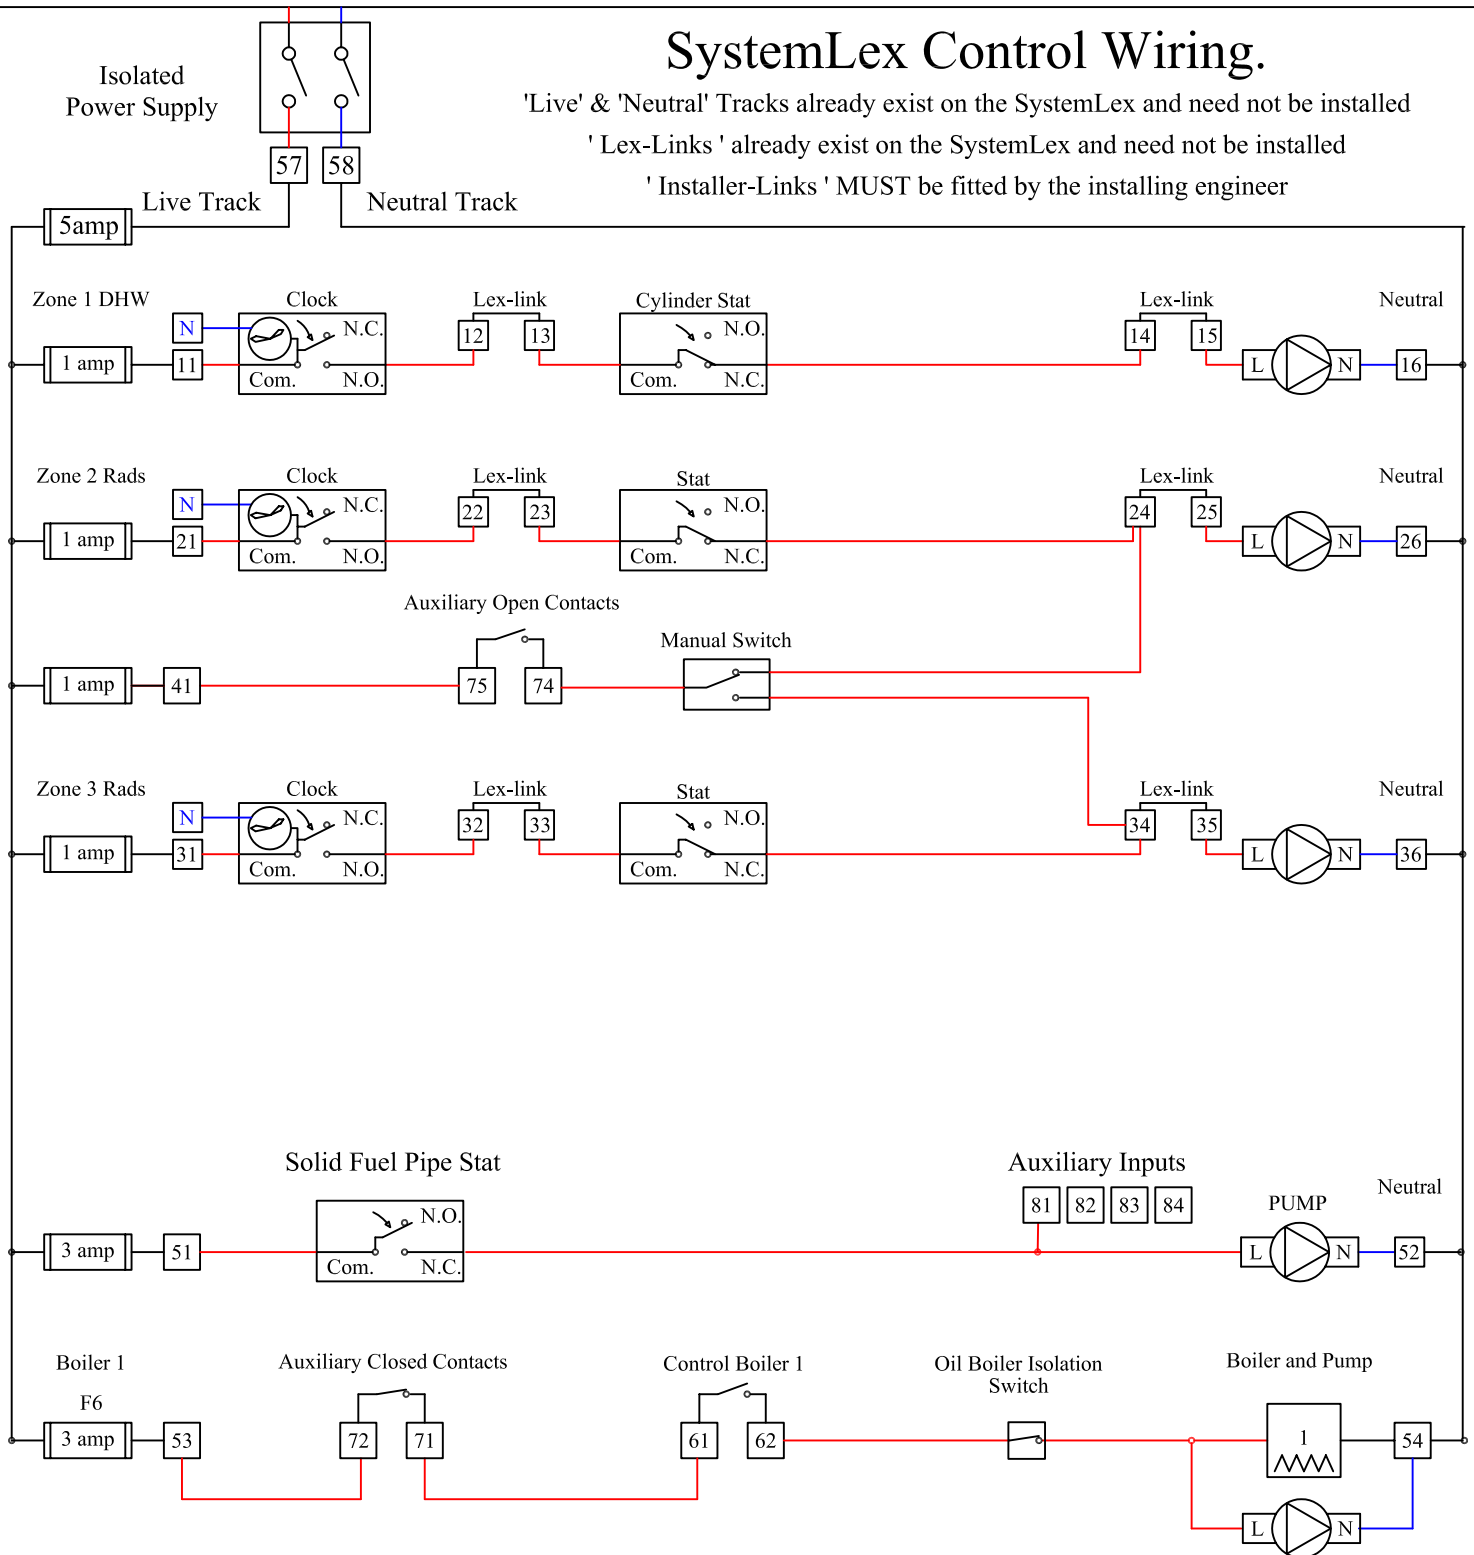 SystemLex Control Wiring.
'Live' & 'Neutral' Tracks already exist on the SystemLex and need not be installed
' Lex-Links ' already exist on the SystemLex and need not be installed
' Installer-Links ' MUST be fitted by the installing engineer
Isolated
Power Supply
57 58
Live Track Neutral Track
5amp
Zone 1 DHW Clock Lex-link Cylinder Stat Lex-link Neutral
N N.C. 12 13 N.O. 14 15
1 amp 11 Com. N.O. Com. N.C. L N 16
Zone 2 Rads Clock Lex-link Stat Lex-link Neutral
N N.C. 22 23 N.O. 24 25
1 amp 21 Com. N.O. Com. N.C. L N 26
Auxiliary Open Contacts
Manual Switch
1 amp 41 75 74
Zone 3 Rads Clock Lex-link Stat Lex-link Neutral
N N.C. 32 33 N.O. 34 35
1 amp 31 Com. N.O. Com. N.C. L N 36
Solid Fuel Pipe Stat Auxiliary Inputs
81 82 83 84 PUMP Neutral
N.O.
3 amp 51 Com. N.C. L N 52
Boiler 1 Auxiliary Closed Contacts Control Boiler 1 Oil Boiler Isolation Boiler and Pump
Switch
F6
3 amp 53 72 71 61 62 1 54
L N